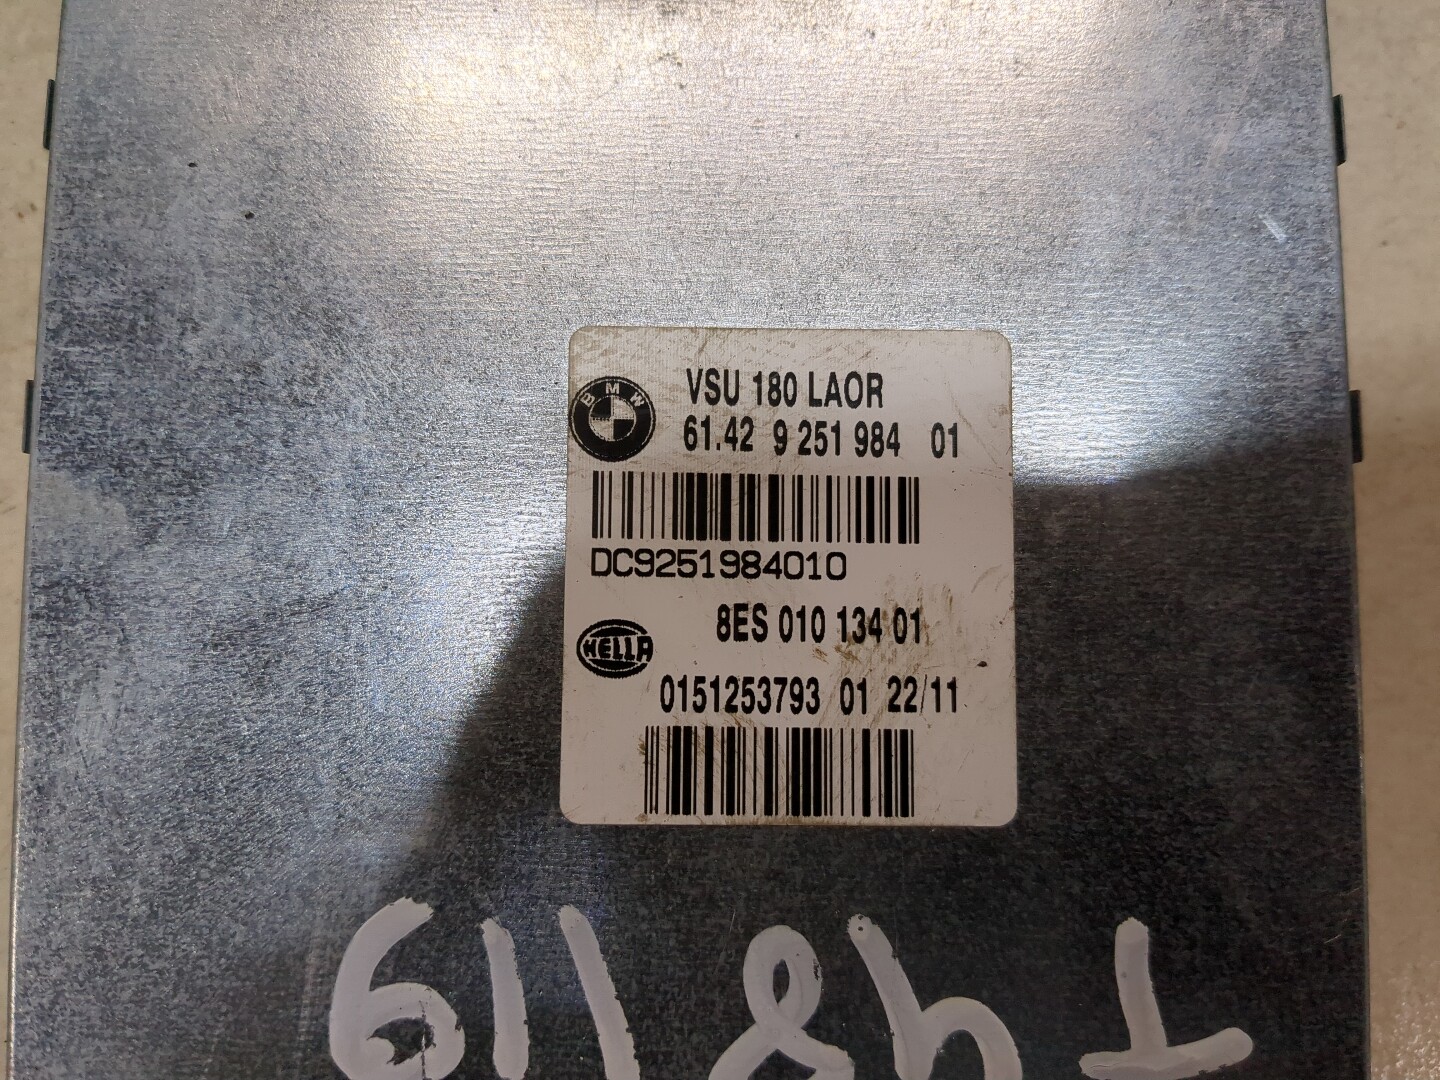 BMW
VSU 180 LAOR
61.42 9 251 984 01
DC9251984010
8ES 010 134 01
HELLA
0151253793 01 22/11